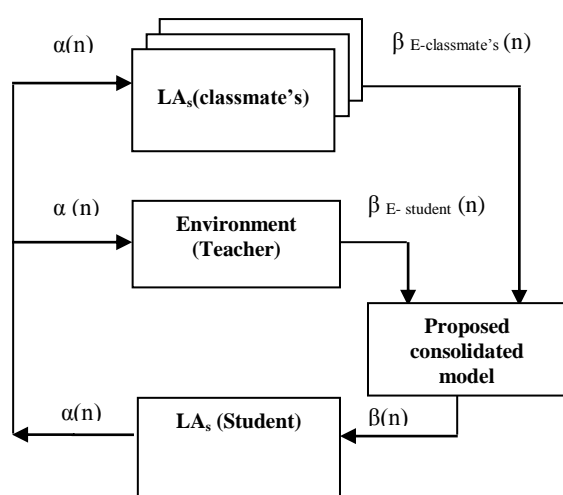 α(n)
β E-classmate's (n)
LAs(classmate's)
α (n)
β E- student (n)
Environment
(Teacher)
Proposed
consolidated
model
α(n)
LAs (Student)
β(n)